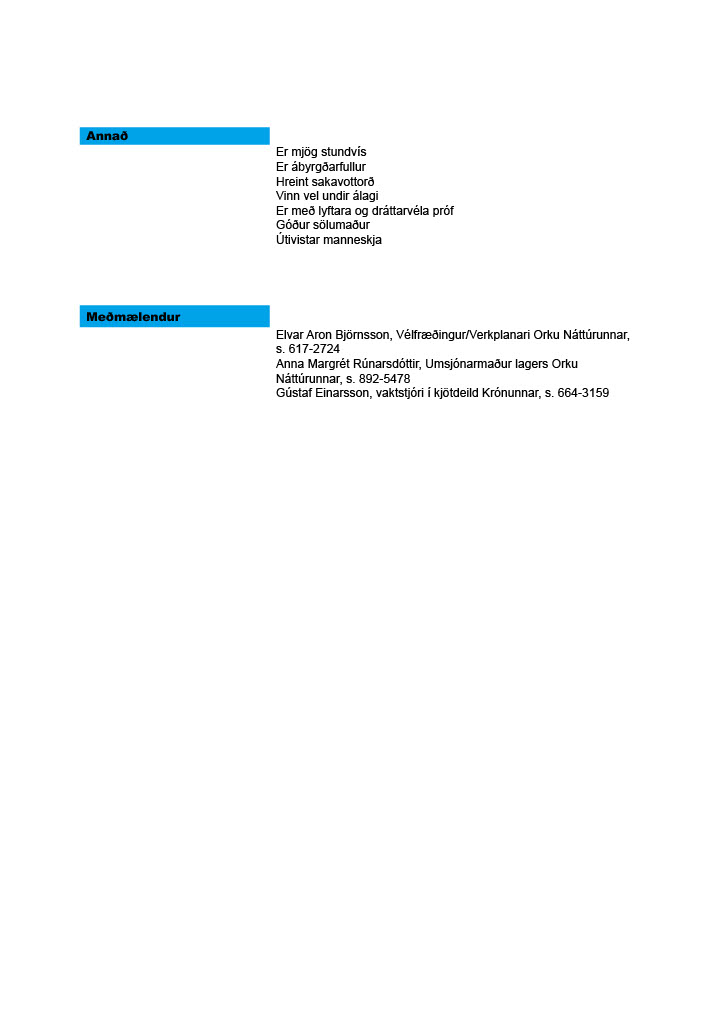 Annað
Er mjög stundvís
Er ábyrgðarfullur
Hreint sakavottorð
Vinn vel undir álagi
Er með lyftara og dráttarvéla próf
Góður sölumaður
Útivistar manneskja
Meðmælendur
Elvar Aron Björnsson, Vélfræðingur/Verkplanari Orku Náttúrunnar,
s. 617-2724
Anna Margrét Rúnarsdóttir, Umsjónarmaður lagers Orku
Náttúrunnar, s. 892-5478
Gústaf Einarsson, vaktstjóri í kjötdeild Krónunnar, s. 664-3159